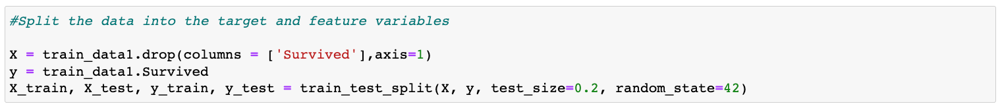 #Split the data into the target and feature variables
X = train_data1.drop(columns = ['Survived'],axis=1)
y = train_data1.Survived
X_train, X_test, y_train, y_test = train_test_split(X, y, test_size=0.2, random_state=42)